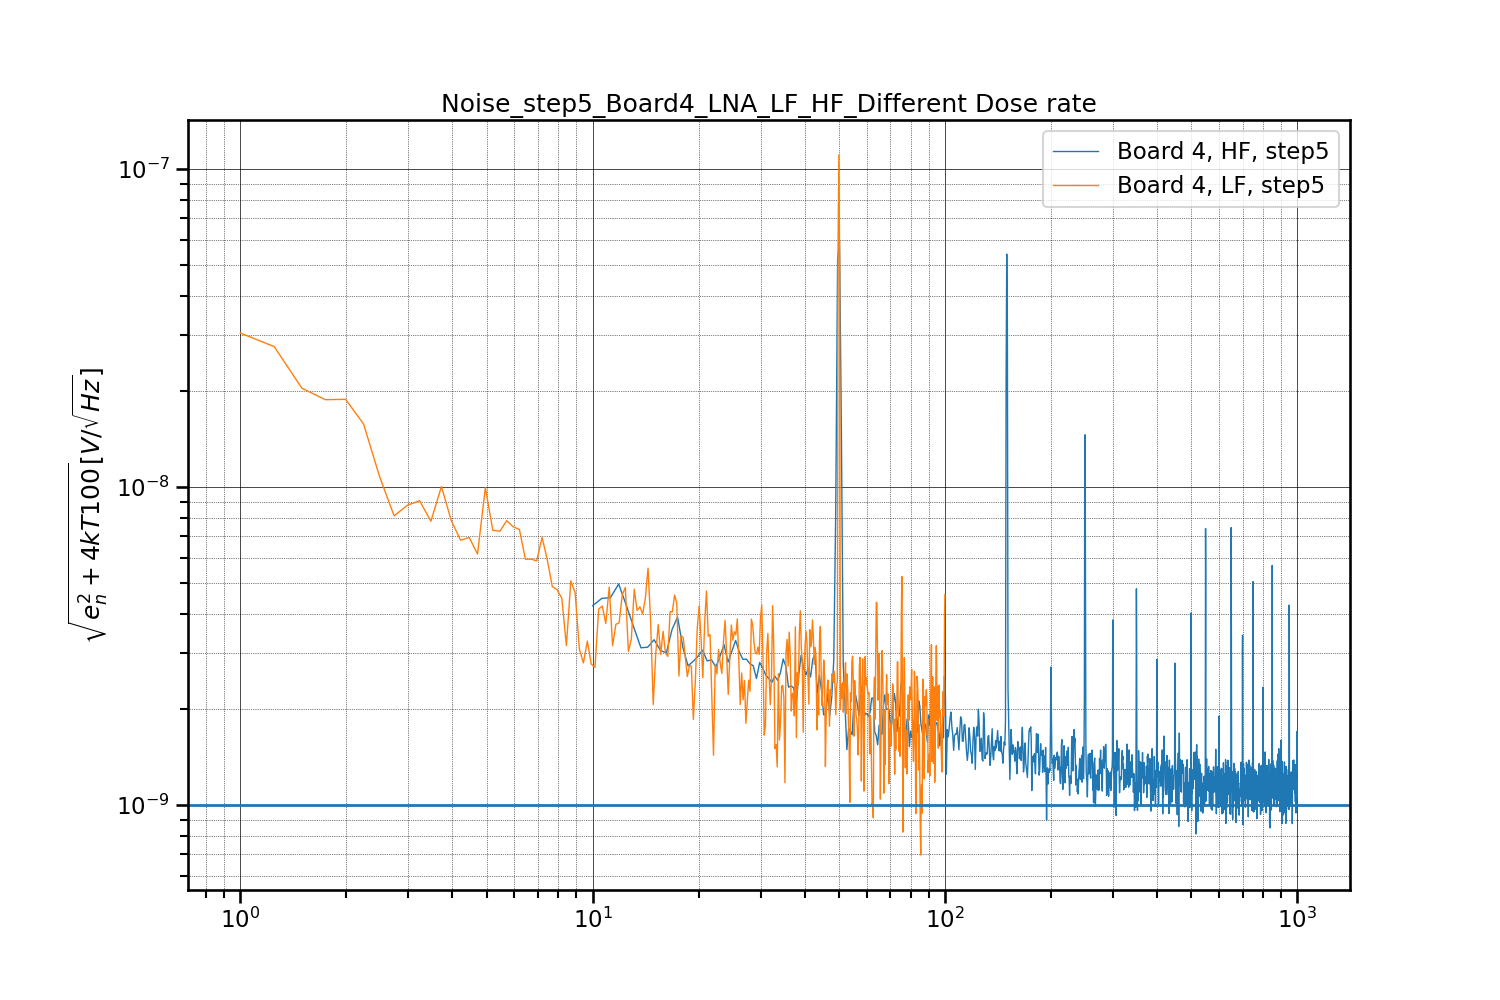 Noise_step5_Board4_LNA_LF_HF_Different Dose rate
Board 4, HF, step5
Board 4, LF, step5
√(eₙ² + 4kT100) [V/√Hz]
10⁻⁷
10⁻⁸
10⁻⁹
10⁰ 10¹ 10² 10³